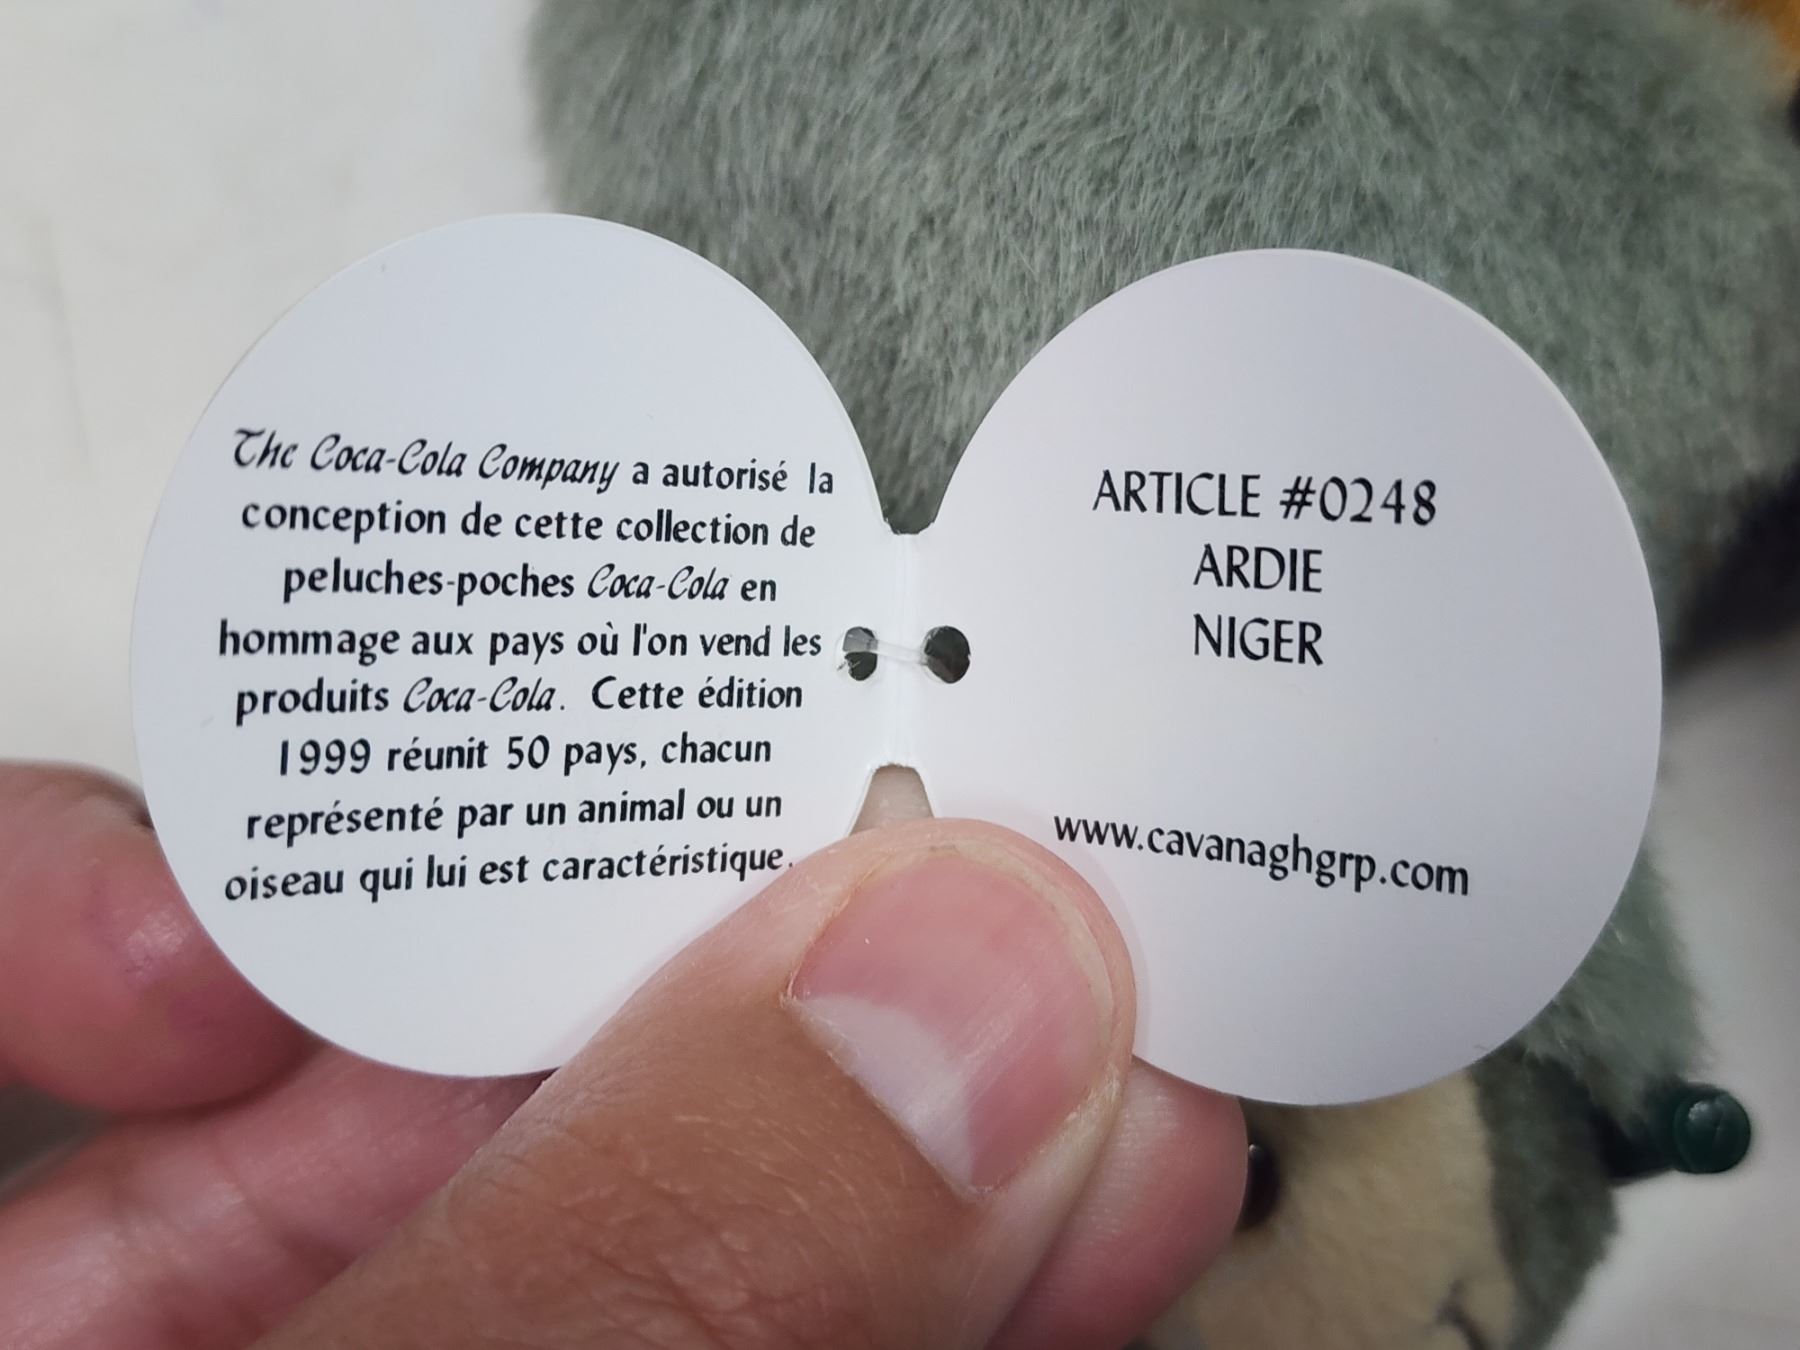 The Coca-Cola Company a autorisé la
conception de cette collection de
peluches-poches Coca-Cola en
hommage aux pays où l'on vend les
produits Coca-Cola. Cette édition
1999 réunit 50 pays, chacun
représenté par un animal ou un
oiseau qui lui est caractéristique.
ARTICLE #0248
ARDIE
NIGER
www.cavanaghgrp.com